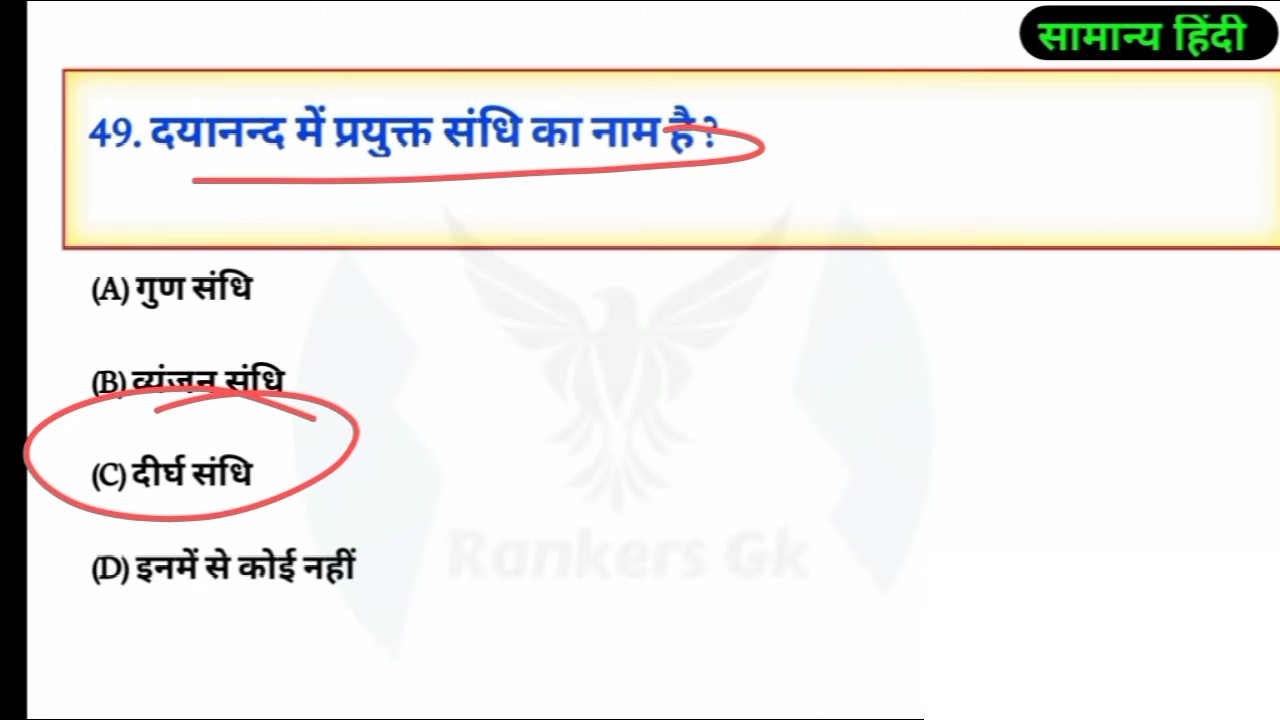 सामान्य हिंदी
49. दयानन्द में प्रयुक्त संधि का नाम है ?
(A) गुण संधि
(B) व्यंजन संधि
(C) दीर्घ संधि
(D) इनमें से कोई नहीं
Rankers Gk